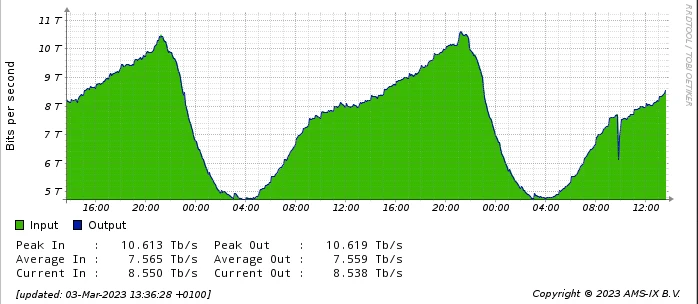 11 T
10 T
9 T
8 T
7 T
6 T
5 T
Bits per second
RRDTOOL / TOBI OETIKER
16:00 20:00 00:00 04:00 08:00 12:00 16:00 20:00 00:00 04:00 08:00 12:00
Input Output
Peak In : 10.613 Tb/s Peak Out : 10.619 Tb/s
Average In : 7.565 Tb/s Average Out : 7.559 Tb/s
Current In : 8.550 Tb/s Current Out : 8.538 Tb/s
[updated: 03-Mar-2023 13:36:28 +0100]
Copyright © 2023 AMS-IX B.V.